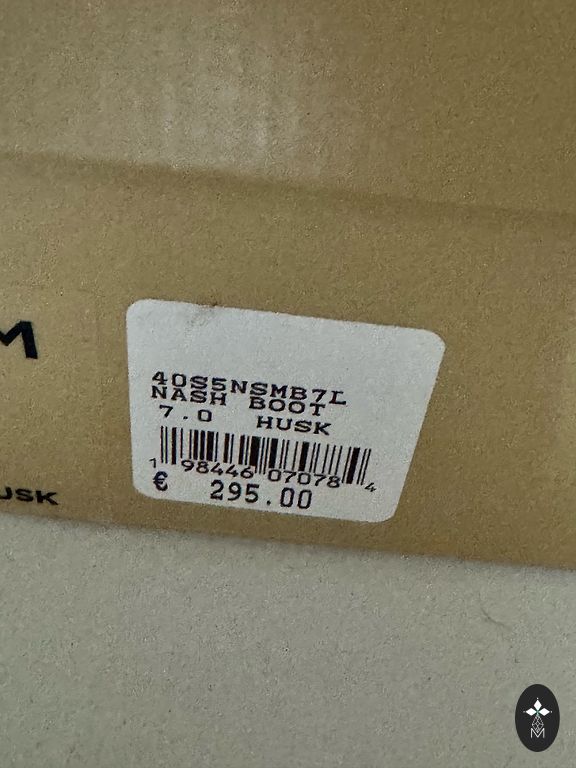 M
40S5NSMB7L
NASH BOOT
7.0 HUSK
1 98446 07078 4
USK
€ 295.00